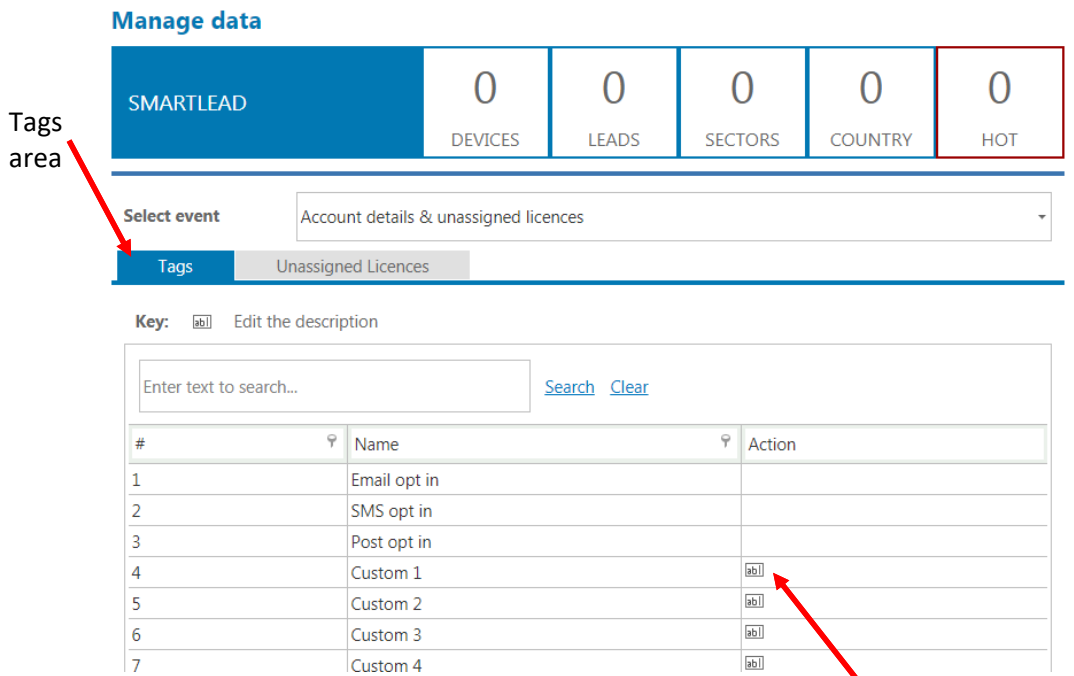 Manage data
SMARTLEAD
0 0 0 0 0
DEVICES LEADS SECTORS COUNTRY HOT
Tags
area
Select event Account details & unassigned licences
Tags Unassigned Licences
Key: abl Edit the description
Enter text to search... Search Clear
# Name Action
1 Email opt in
2 SMS opt in
3 Post opt in
4 Custom 1 abl
5 Custom 2 abl
6 Custom 3 abl
7 Custom 4 abl